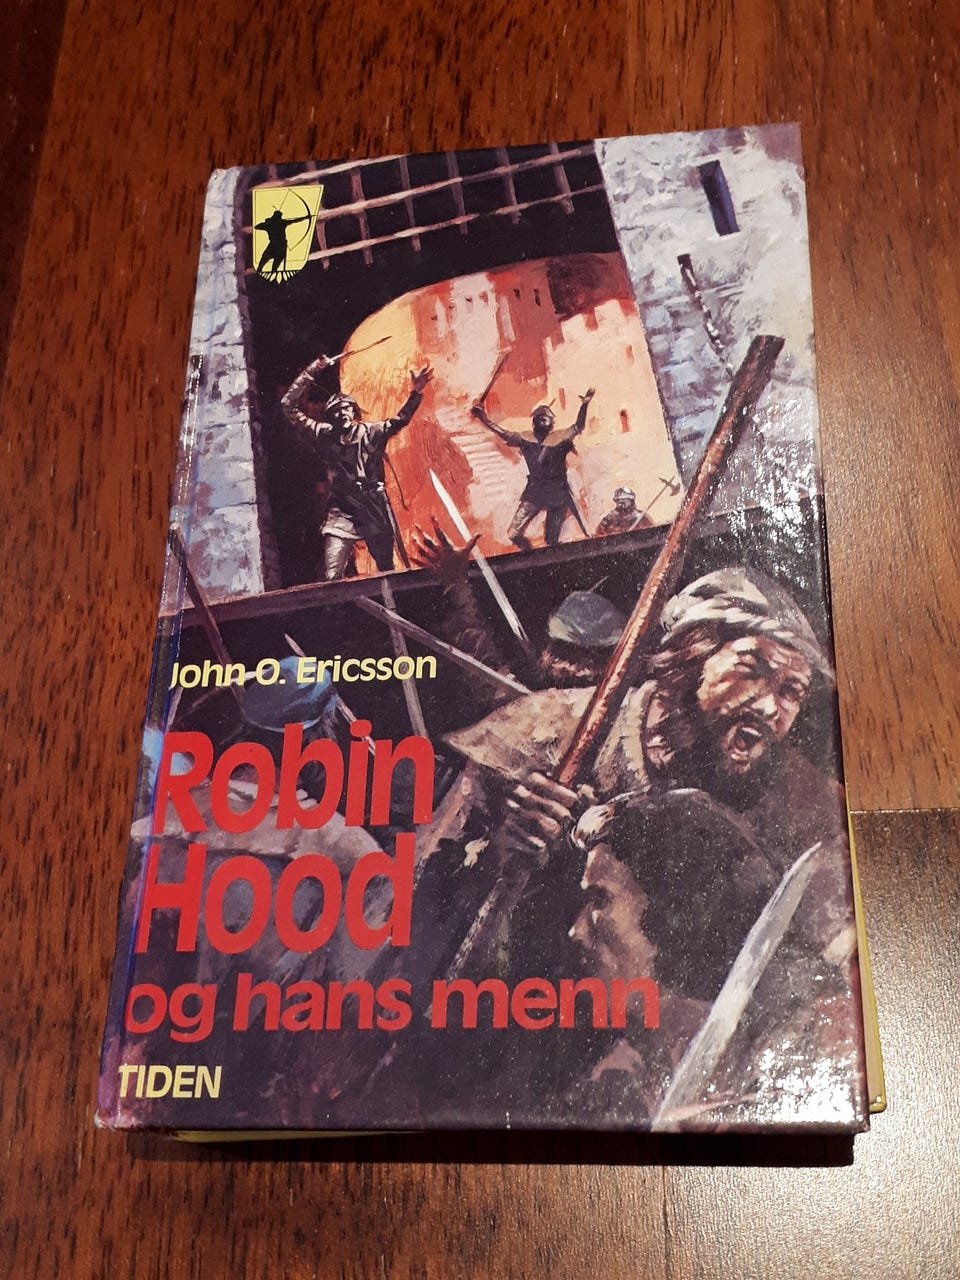 John O. Ericsson
Robin
Hood
og hans menn
TIDEN